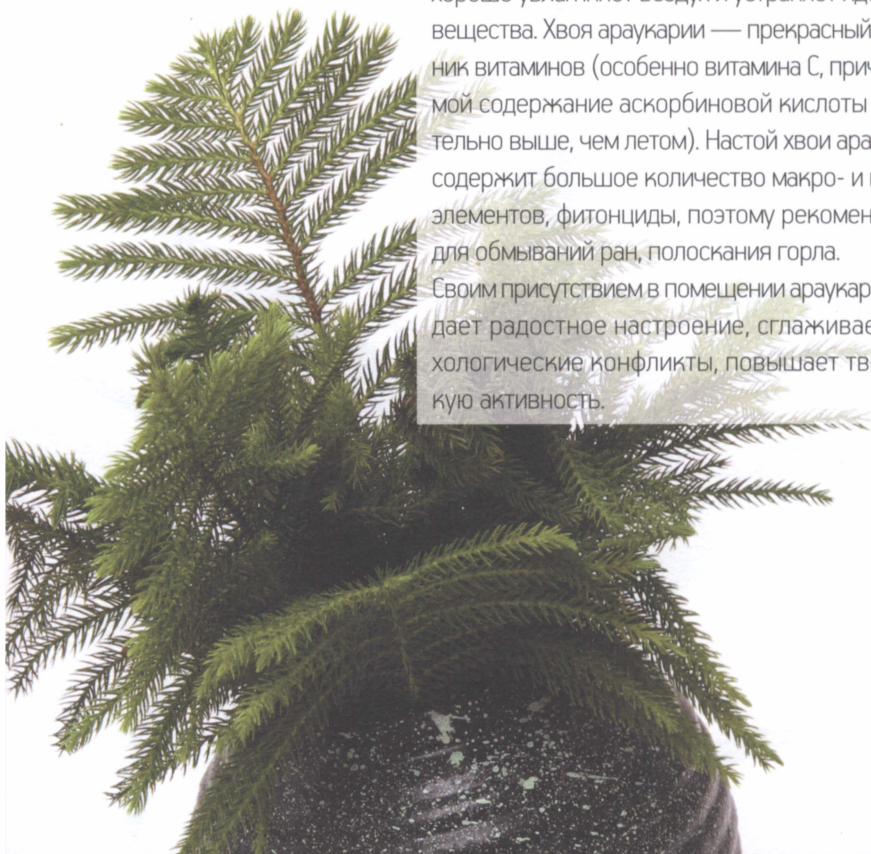 вещества. Хвоя араукарии — прекрасный
ник витаминов (особенно витамина С, прич
мой содержание аскорбиновой кислоты
тельно выше, чем летом). Настой хвои ара
содержит большое количество макро- и
элементов, фитонциды, поэтому рекомен
для обмываний ран, полоскания горла.
Своим присутствием в помещении араукар
дает радостное настроение, сглаживае
хологические конфликты, повышает тв
кую активность.